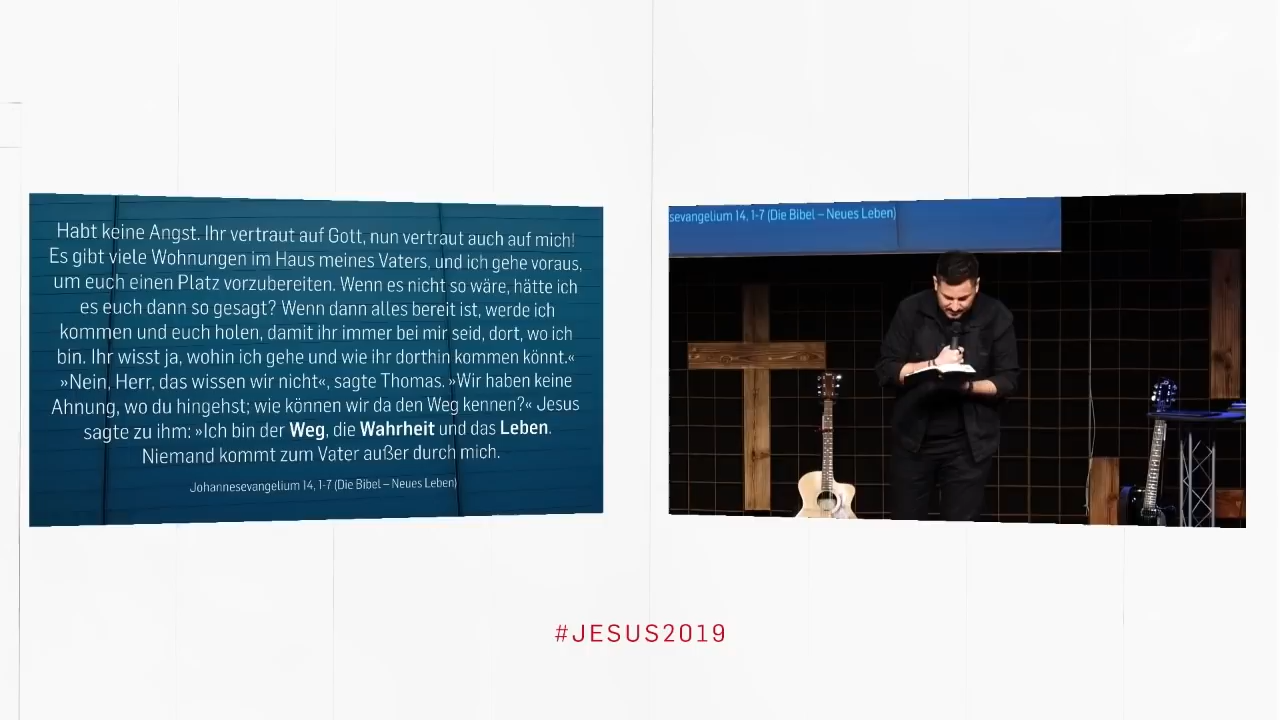 Habt keine Angst. Ihr vertraut auf Gott, nun vertraut auch auf mich!
Es gibt viele Wohnungen im Haus meines Vaters, und ich gehe voraus,
um euch einen Platz vorzubereiten. Wenn es nicht so wäre, hätte ich
es euch dann so gesagt? Wenn dann alles bereit ist, werde ich
kommen und euch holen, damit ihr immer bei mir seid, dort, wo ich
bin. Ihr wisst ja, wohin ich gehe und wie ihr dorthin kommen könnt.«
»Nein, Herr, das wissen wir nicht«, sagte Thomas. »Wir haben keine
Ahnung, wo du hingehst; wie können wir da den Weg kennen?« Jesus
sagte zu ihm: »Ich bin der Weg, die Wahrheit und das Leben.
Niemand kommt zum Vater außer durch mich.
Johannesevangelium 14, 1-7 (Die Bibel – Neues Leben)
sevangelium 14, 1-7 (Die Bibel – Neues Leben)
#JESUS2019